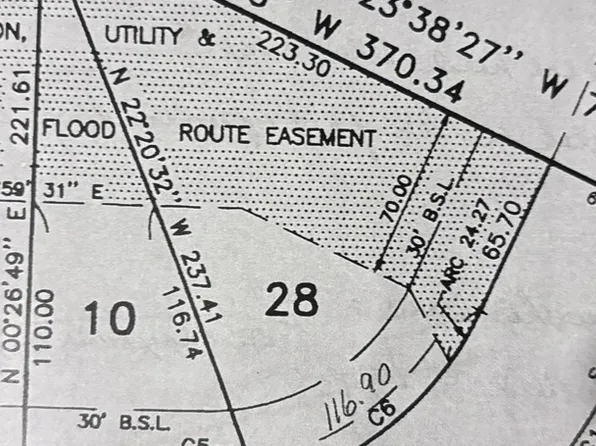 23°38'27" W
W 370.34
UTILITY &
223.30
FLOOD
ROUTE EASEMENT
221.61
59' 31" E
N 22°20'32" W 237.41
116.74
70.00
30' B.S.L.
ARC 24.27
65.70
N 00°26'49" E
110.00
10
28
116.90
C6
30' B.S.L.
C5